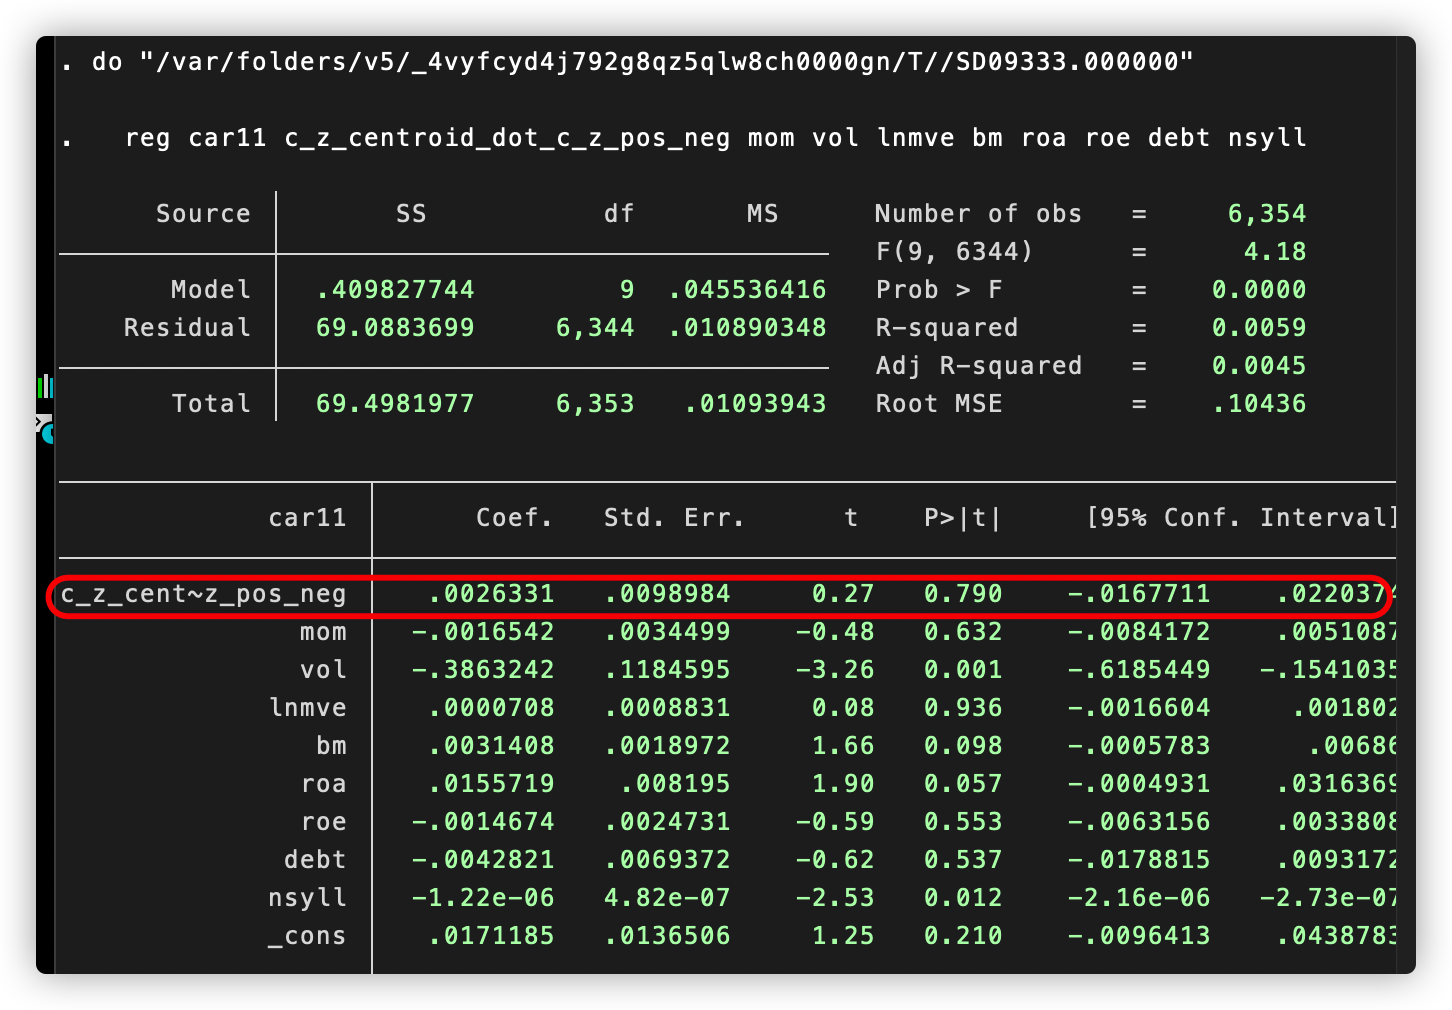 . do "/var/folders/v5/_4vyfcyd4j792g8qz5qlw8ch0000gn/T//SD09333.000000"
. reg car11 c_z_centroid_dot_c_z_pos_neg mom vol lnmve bm roa roe debt nsyll
Source SS df MS Number of obs = 6,354
F(9, 6344) = 4.18
Model .409827744 9 .045536416 Prob > F = 0.0000
Residual 69.0883699 6,344 .010890348 R-squared = 0.0059
Adj R-squared = 0.0045
Total 69.4981977 6,353 .01093943 Root MSE = .10436
car11 Coef. Std. Err. t P>|t| [95% Conf. Interval]
c_z_cent~z_pos_neg .0026331 .0098984 0.27 0.790 -.0167711 .0220374
mom -.0016542 .0034499 -0.48 0.632 -.0084172 .0051087
vol -.3863242 .1184595 -3.26 0.001 -.6185449 -.1541035
lnmve .0000708 .0008831 0.08 0.936 -.0016604 .001802
bm .0031408 .0018972 1.66 0.098 -.0005783 .00686
roa .0155719 .008195 1.90 0.057 -.0004931 .0316369
roe -.0014674 .0024731 -0.59 0.553 -.0063156 .0033808
debt -.0042821 .0069372 -0.62 0.537 -.0178815 .0093172
nsyll -1.22e-06 4.82e-07 -2.53 0.012 -2.16e-06 -2.73e-07
_cons .0171185 .0136506 1.25 0.210 -.0096413 .0438783